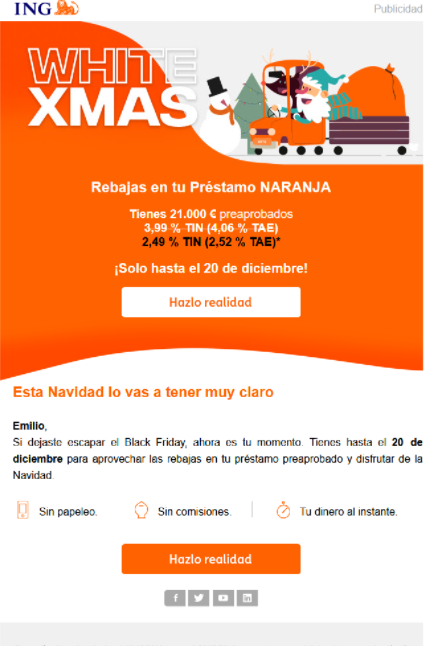 ING
Publicidad
WHITE
XMAS
Rebajas en tu Préstamo NARANJA
Tienes 21.000 € preaprobados
3,99 % TIN (4,06 % TAE)
2,49 % TIN (2,52 % TAE)*
¡Solo hasta el 20 de diciembre!
Hazlo realidad
Esta Navidad lo vas a tener muy claro
Emilio,
Si dejaste escapar el Black Friday, ahora es tu momento. Tienes hasta el 20 de
diciembre para aprovechar las rebajas en tu préstamo preaprobado y disfrutar de la
Navidad.
Sin papeleo.
Sin comisiones.
Tu dinero al instante.
Hazlo realidad